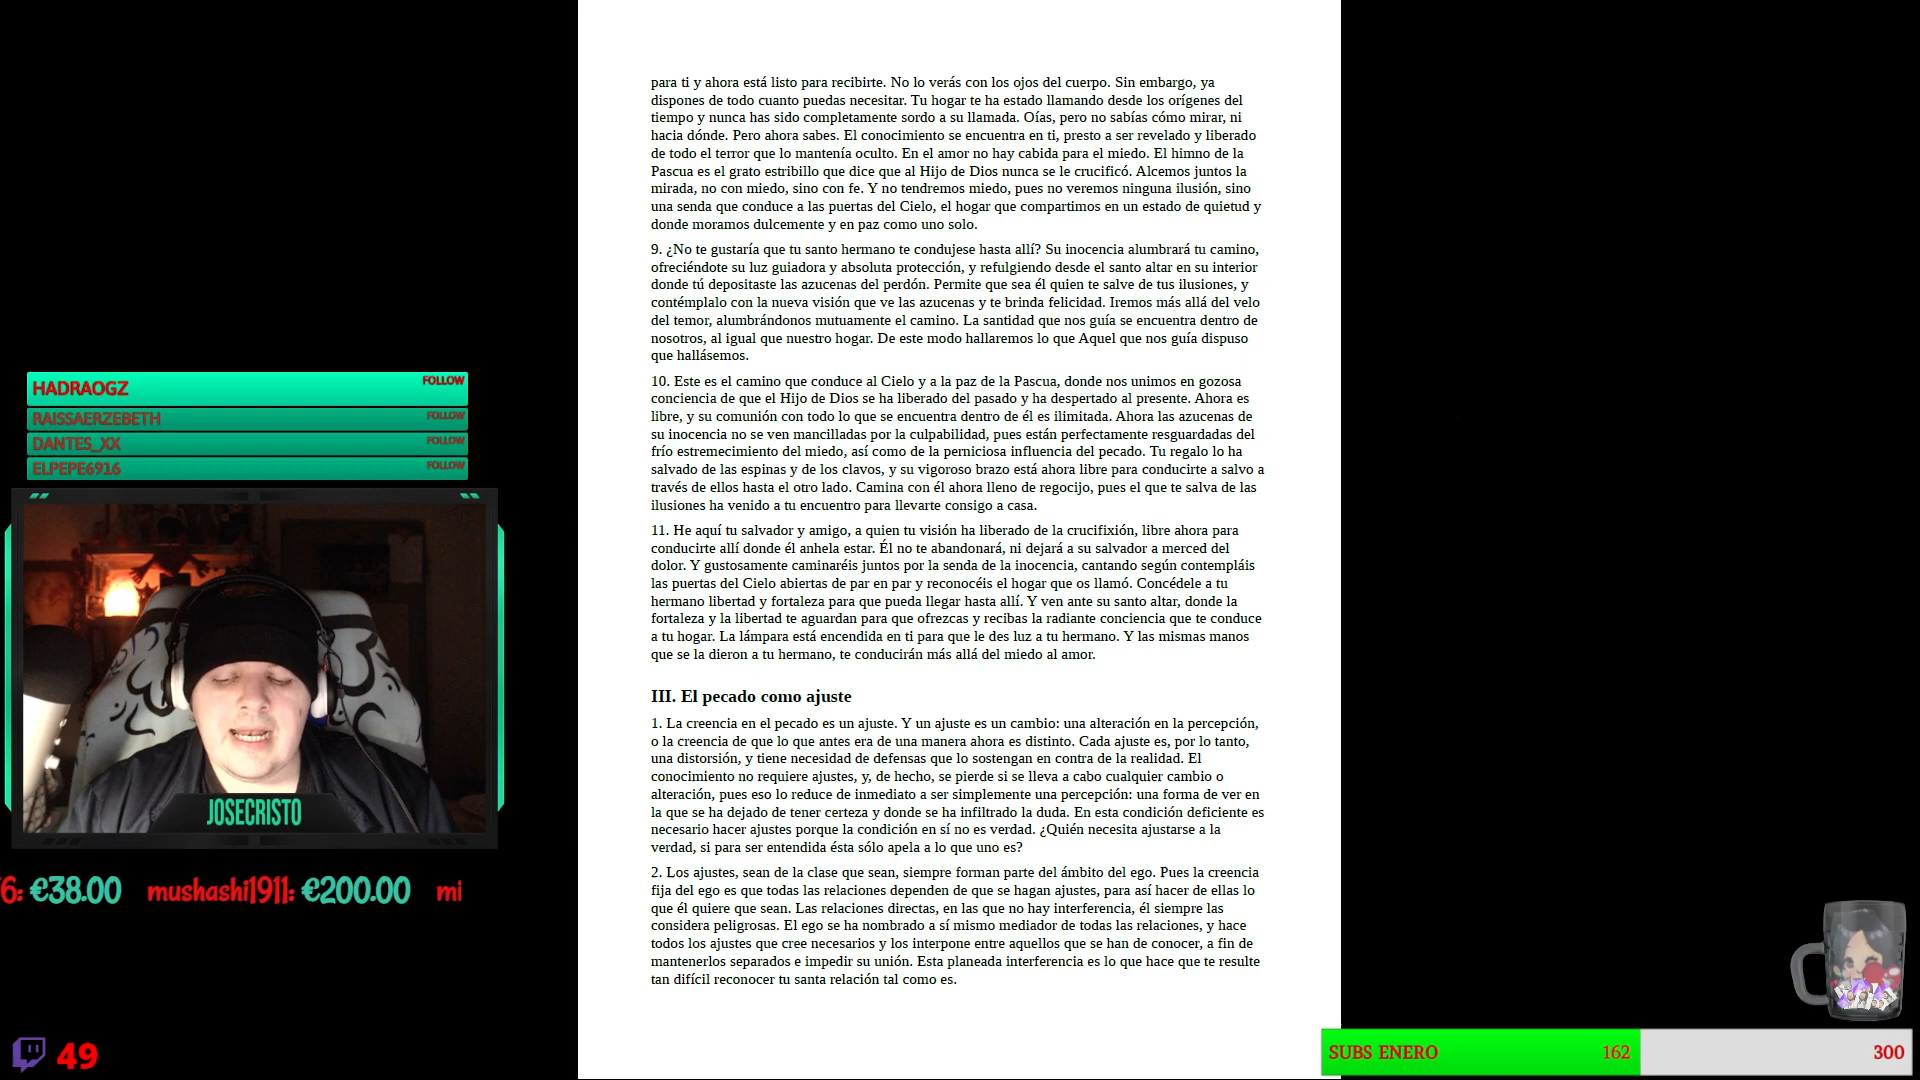 para ti y ahora está listo para recibirte. No lo verás con los ojos del cuerpo. Sin embargo, ya
dispones de todo cuanto puedas necesitar. Tu hogar te ha estado llamando desde los orígenes del
tiempo y nunca has sido completamente sordo a su llamada. Oías, pero no sabías cómo mirar, ni
hacia dónde. Pero ahora sabes. El conocimiento se encuentra en ti, presto a ser revelado y liberado
de todo el terror que lo mantenía oculto. En el amor no hay cabida para el miedo. El himno de la
Pascua es el grato estribillo que dice que al Hijo de Dios nunca se le crucificó. Alcemos juntos la
mirada, no con miedo, sino con fe. Y no tendremos miedo, pues no veremos ninguna ilusión, sino
una senda que conduce a las puertas del Cielo, el hogar que compartimos en un estado de quietud y
donde moramos dulcemente y en paz como uno solo.
9. ¿No te gustaría que tu santo hermano te condujese hasta allí? Su inocencia alumbrará tu camino,
ofreciéndote su luz guiadora y absoluta protección, y refulgiendo desde el santo altar en su interior
donde tú depositaste las azucenas del perdón. Permite que sea él quien te salve de tus ilusiones, y
contémplalo con la nueva visión que ve las azucenas y te brinda felicidad. Iremos más allá del velo
del temor, alumbrándonos mutuamente el camino. La santidad que nos guía se encuentra dentro de
nosotros, al igual que nuestro hogar. De este modo hallaremos lo que Aquel que nos guía dispuso
que hallásemos.
10. Este es el camino que conduce al Cielo y a la paz de la Pascua, donde nos unimos en gozosa
conciencia de que el Hijo de Dios se ha liberado del pasado y ha despertado al presente. Ahora es
libre, y su comunión con todo lo que se encuentra dentro de él es ilimitada. Ahora las azucenas de
su inocencia no se ven mancilladas por la culpabilidad, pues están perfectamente resguardadas del
frío estremecimiento del miedo, así como de la perniciosa influencia del pecado. Tu regalo lo ha
salvado de las espinas y de los clavos, y su vigoroso brazo está ahora libre para conducirte a salvo a
través de ellos hasta el otro lado. Camina con él ahora lleno de regocijo, pues el que te salva de las
ilusiones ha venido a tu encuentro para llevarte consigo a casa.
11. He aquí tu salvador y amigo, a quien tu visión ha liberado de la crucifixión, libre ahora para
conducirte allí donde él anhela estar. Él no te abandonará, ni dejará a su salvador a merced del
dolor. Y gustosamente caminaréis juntos por la senda de la inocencia, cantando según contempláis
las puertas del Cielo abiertas de par en par y reconocéis el hogar que os llamó. Concédele a tu
hermano libertad y fortaleza para que pueda llegar hasta allí. Y ven ante su santo altar, donde la
fortaleza y la libertad te aguardan para que ofrezcas y recibas la radiante conciencia que te conduce
a tu hogar. La lámpara está encendida en ti para que le des luz a tu hermano. Y las mismas manos
que se la dieron a tu hermano, te conducirán más allá del miedo al amor.
III. El pecado como ajuste
1. La creencia en el pecado es un ajuste. Y un ajuste es un cambio: una alteración en la percepción,
o la creencia de que lo que antes era de una manera ahora es distinto. Cada ajuste es, por lo tanto,
una distorsión, y tiene necesidad de defensas que lo sostengan en contra de la realidad. El
conocimiento no requiere ajustes, y, de hecho, se pierde si se lleva a cabo cualquier cambio o
alteración, pues eso lo reduce de inmediato a ser simplemente una percepción: una forma de ver en
la que se ha dejado de tener certeza y donde se ha infiltrado la duda. En esta condición deficiente es
necesario hacer ajustes porque la condición en sí no es verdad. ¿Quién necesita ajustarse a la
verdad, si para ser entendida ésta sólo apela a lo que uno es?
2. Los ajustes, sean de la clase que sean, siempre forman parte del ámbito del ego. Pues la creencia
fija del ego es que todas las relaciones dependen de que se hagan ajustes, para así hacer de ellas lo
que él quiere que sean. Las relaciones directas, en las que no hay interferencia, él siempre las
considera peligrosas. El ego se ha nombrado a sí mismo mediador de todas las relaciones, y hace
todos los ajustes que cree necesarios y los interpone entre aquellos que se han de conocer, a fin de
mantenerlos separados e impedir su unión. Esta planeada interferencia es lo que hace que te resulte
tan difícil reconocer tu santa relación tal como es.
HADRAOGZ FOLLOW
RAISSAERZEBETH FOLLOW
DANTES_XX FOLLOW
ELPEPE6916 FOLLOW
JOSECRISTO
6: €38.00 mushashi1911: €200.00 mi
49
SUBS ENERO 162 300